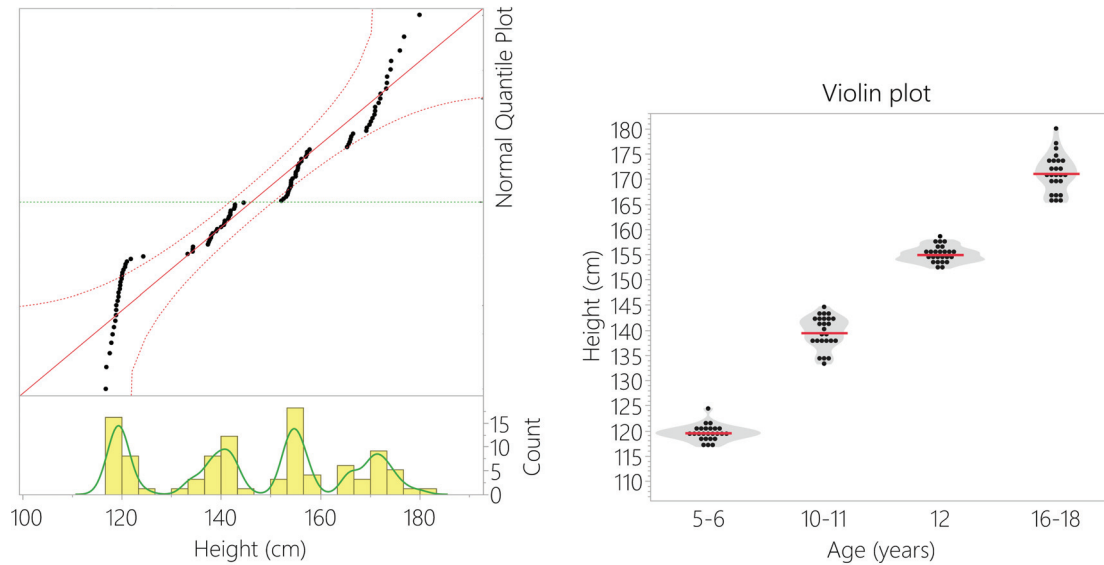 Normal Quantile Plot
15
10
5
0
Count
100 120 140 160 180
Height (cm)
Violin plot
180
175
170
165
160
155
150
145
140
135
130
125
120
115
110
Height (cm)
5–6 10–11 12 16–18
Age (years)